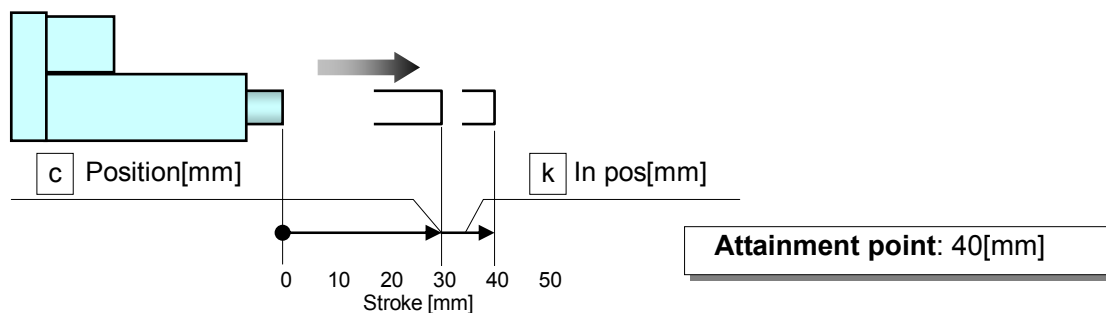 c Position[mm]
k In pos[mm]
Attainment point: 40[mm]
0 10 20 30 40 50
Stroke [mm]